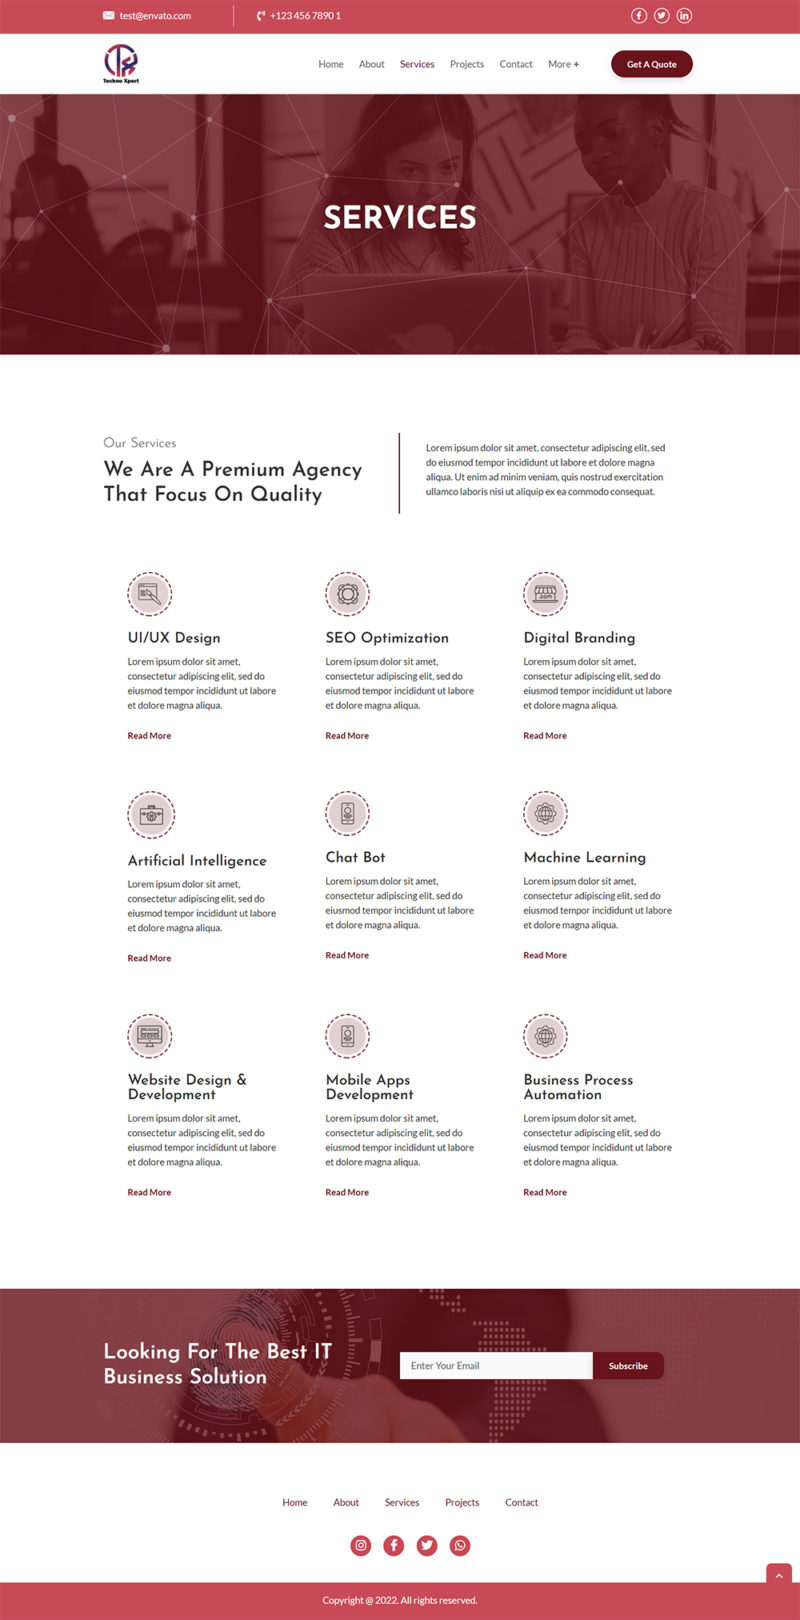 test@envato.com
+123 456 7890 1
Techno Xpert
Home
About
Services
Projects
Contact
More +
Get A Quote
SERVICES
Our Services
We Are A Premium Agency
That Focus On Quality
Lorem ipsum dolor sit amet, consectetur adipiscing elit, sed
do eiusmod tempor incididunt ut labore et dolore magna
aliqua. Ut enim ad minim veniam, quis nostrud exercitation
ullamco laboris nisi ut aliquip ex ea commodo consequat.
UI/UX Design
Lorem ipsum dolor sit amet,
consectetur adipiscing elit, sed do
eiusmod tempor incididunt ut labore
et dolore magna aliqua.
Read More
SEO Optimization
Lorem ipsum dolor sit amet,
consectetur adipiscing elit, sed do
eiusmod tempor incididunt ut labore
et dolore magna aliqua.
Read More
.com
Digital Branding
Lorem ipsum dolor sit amet,
consectetur adipiscing elit, sed do
eiusmod tempor incididunt ut labore
et dolore magna aliqua.
Read More
Artificial Intelligence
Lorem ipsum dolor sit amet,
consectetur adipiscing elit, sed do
eiusmod tempor incididunt ut labore
et dolore magna aliqua.
Read More
Chat Bot
Lorem ipsum dolor sit amet,
consectetur adipiscing elit, sed do
eiusmod tempor incididunt ut labore
et dolore magna aliqua.
Read More
Machine Learning
Lorem ipsum dolor sit amet,
consectetur adipiscing elit, sed do
eiusmod tempor incididunt ut labore
et dolore magna aliqua.
Read More
Website Design &
Development
Lorem ipsum dolor sit amet,
consectetur adipiscing elit, sed do
eiusmod tempor incididunt ut labore
et dolore magna aliqua.
Read More
Mobile Apps
Development
Lorem ipsum dolor sit amet,
consectetur adipiscing elit, sed do
eiusmod tempor incididunt ut labore
et dolore magna aliqua.
Read More
Business Process
Automation
Lorem ipsum dolor sit amet,
consectetur adipiscing elit, sed do
eiusmod tempor incididunt ut labore
et dolore magna aliqua.
Read More
Looking For The Best IT
Business Solution
Enter Your Email
Subscribe
Home
About
Services
Projects
Contact
Copyright @ 2022. All rights reserved.